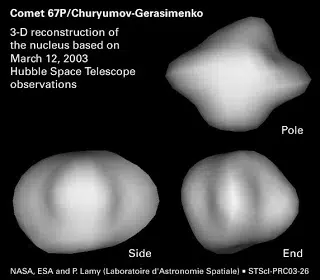 Comet 67P/Churyumov-Gerasimenko
3-D reconstruction of
the nucleus based on
March 12, 2003
Hubble Space Telescope
observations
Pole
Side
End
NASA, ESA and P. Lamy (Laboratoire d'Astronomie Spatiale) ▪ STScI-PRC03-26